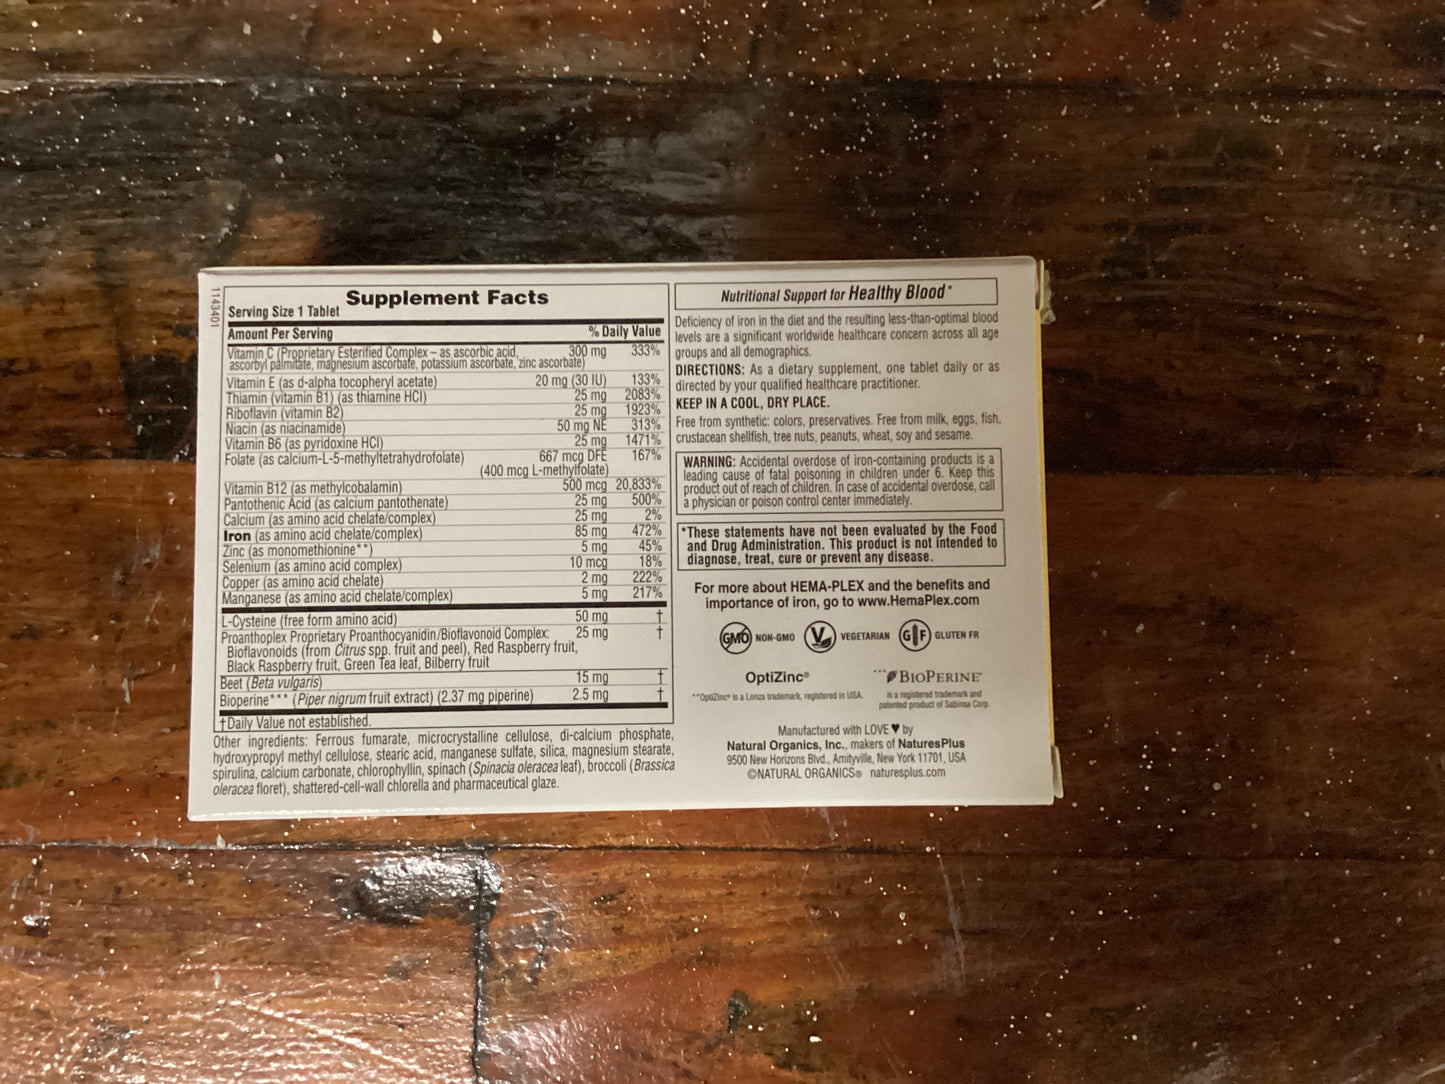 1143401
Supplement Facts
Serving Size 1 Tablet
Amount Per Serving % Daily Value
Vitamin C (Proprietary Esterified Complex – as ascorbic acid, 300 mg 333%
ascorbyl palmitate, magnesium ascorbate, potassium ascorbate, zinc ascorbate)
Vitamin E (as d-alpha tocopheryl acetate) 20 mg (30 IU) 133%
Thiamin (vitamin B1) (as thiamine HCl) 25 mg 2083%
Riboflavin (vitamin B2) 25 mg 1923%
Niacin (as niacinamide) 50 mg NE 313%
Vitamin B6 (as pyridoxine HCl) 25 mg 1471%
Folate (as calcium-L-5-methyltetrahydrofolate) 667 mcg DFE 167%
(400 mcg L-methylfolate)
Vitamin B12 (as methylcobalamin) 500 mcg 20,833%
Pantothenic Acid (as calcium pantothenate) 25 mg 500%
Calcium (as amino acid chelate/complex) 25 mg 2%
Iron (as amino acid chelate/complex) 85 mg 472%
Zinc (as monomethionine**) 5 mg 45%
Selenium (as amino acid complex) 10 mcg 18%
Copper (as amino acid chelate) 2 mg 222%
Manganese (as amino acid chelate/complex) 5 mg 217%
L-Cysteine (free form amino acid) 50 mg †
Proanthoplex Proprietary Proanthocyanidin/Bioflavonoid Complex: 25 mg †
Bioflavonoids (from Citrus spp. fruit and peel), Red Raspberry fruit,
Black Raspberry fruit, Green Tea leaf, Bilberry fruit
Beet (Beta vulgaris) 15 mg †
Bioperine*** (Piper nigrum fruit extract) (2.37 mg piperine) 2.5 mg †
†Daily Value not established.
Other ingredients: Ferrous fumarate, microcrystalline cellulose, di-calcium phosphate,
hydroxypropyl methyl cellulose, stearic acid, manganese sulfate, silica, magnesium stearate,
spirulina, calcium carbonate, chlorophyllin, spinach (Spinacia oleracea leaf), broccoli (Brassica
oleracea floret), shattered-cell-wall chlorella and pharmaceutical glaze.
Nutritional Support for Healthy Blood*
Deficiency of iron in the diet and the resulting less-than-optimal blood
levels are a significant worldwide healthcare concern across all age
groups and all demographics.
DIRECTIONS: As a dietary supplement, one tablet daily or as
directed by your qualified healthcare practitioner.
KEEP IN A COOL, DRY PLACE.
Free from synthetic: colors, preservatives. Free from milk, eggs, fish,
crustacean shellfish, tree nuts, peanuts, wheat, soy and sesame.
WARNING: Accidental overdose of iron-containing products is a
leading cause of fatal poisoning in children under 6. Keep this
product out of reach of children. In case of accidental overdose, call
a physician or poison control center immediately.
*These statements have not been evaluated by the Food
and Drug Administration. This product is not intended to
diagnose, treat, cure or prevent any disease.
For more about HEMA-PLEX and the benefits and
importance of iron, go to www.HemaPlex.com
GMO NON-GMO V VEGETARIAN GF GLUTEN FR
OptiZinc® ***BIOPERINE®
**OptiZinc® is a Lonza trademark, registered in USA. is a registered trademark and
patented product of Sabinsa Corp.
Manufactured with LOVE ♥ by
Natural Organics, Inc., makers of NaturesPlus
9500 New Horizons Blvd., Amityville, New York 11701, USA
©NATURAL ORGANICS® naturesplus.com